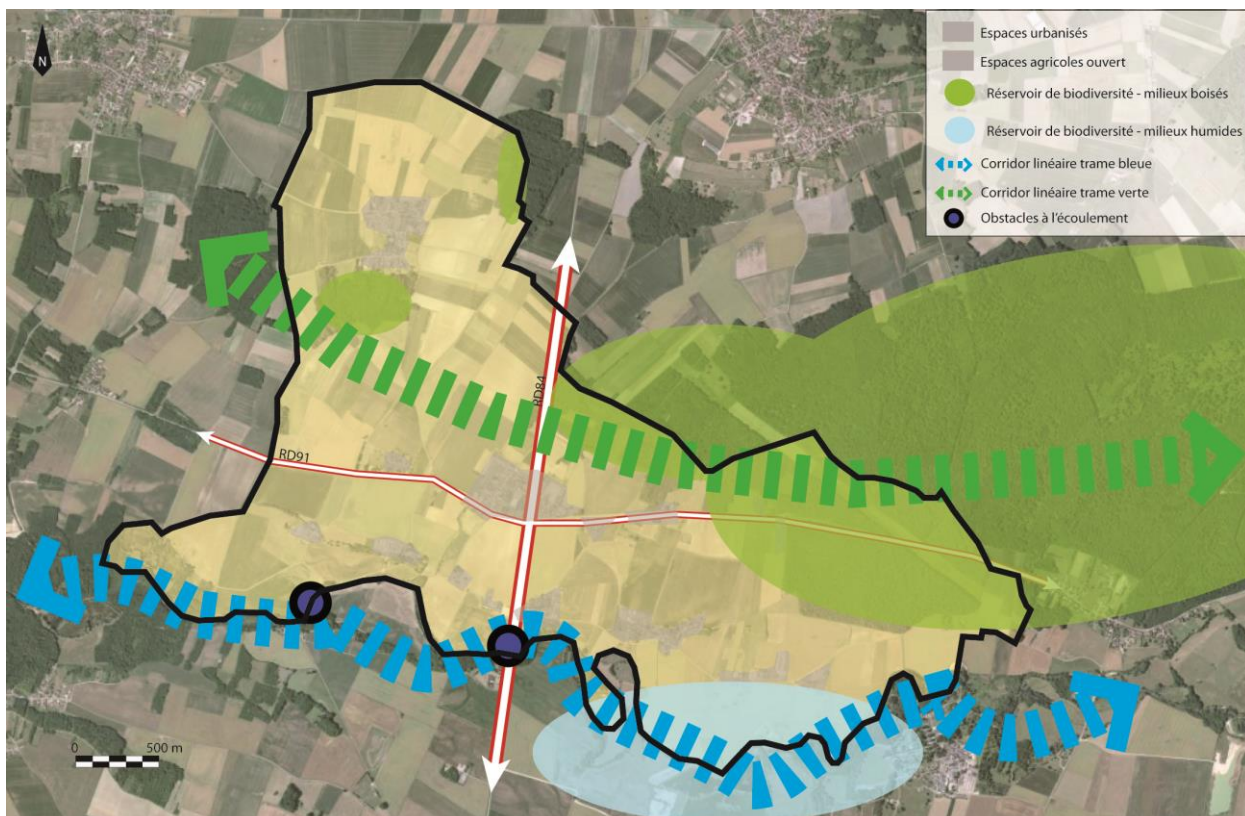 Espaces urbanisés
Espaces agricoles ouvert
Réservoir de biodiversité - milieux boisés
Réservoir de biodiversité - milieux humides
Corridor linéaire trame bleue
Corridor linéaire trame verte
Obstacles à l'écoulement
N
RD84
RD91
0 500 m